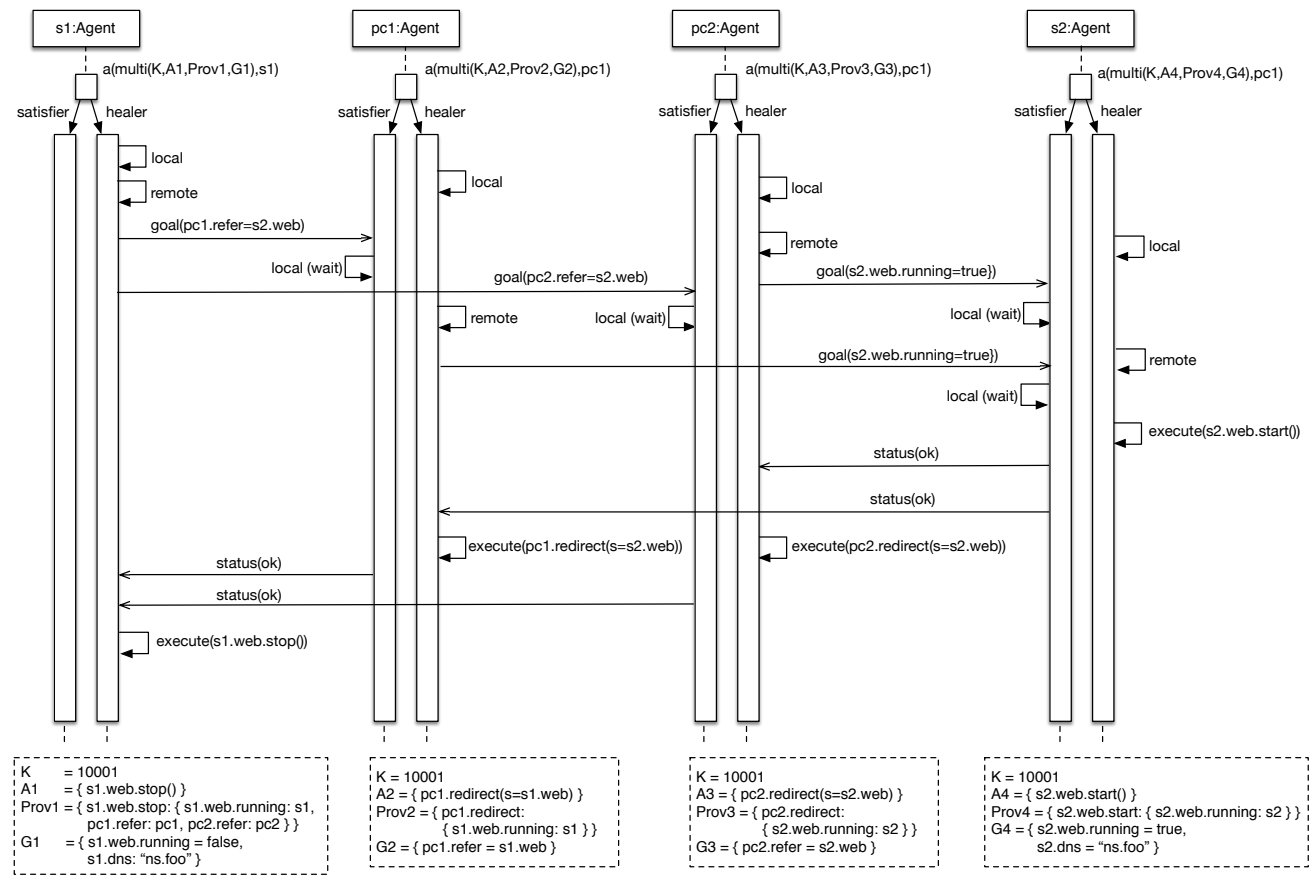 s1:Agent
pc1:Agent
pc2:Agent
s2:Agent
a(multi(K,A1,Prov1,G1),s1)
a(multi(K,A2,Prov2,G2),pc1)
a(multi(K,A3,Prov3,G3),pc1)
a(multi(K,A4,Prov4,G4),pc1)
satisfier
healer
satisfier
healer
satisfier
healer
satisfier
healer
local
local
local
remote
goal(pc1.refer=s2.web)
remote
local
local (wait)
goal(pc2.refer=s2.web)
goal(s2.web.running=true})
remote
local (wait)
local (wait)
goal(s2.web.running=true})
remote
local (wait)
execute(s2.web.start())
status(ok)
status(ok)
execute(pc1.redirect(s=s2.web))
execute(pc2.redirect(s=s2.web))
status(ok)
status(ok)
execute(s1.web.stop())
K = 10001
A1 = { s1.web.stop() }
Prov1 = { s1.web.stop: { s1.web.running: s1,
pc1.refer: pc1, pc2.refer: pc2 } }
G1 = { s1.web.running = false,
s1.dns: “ns.foo” }
K = 10001
A2 = { pc1.redirect(s=s1.web) }
Prov2 = { pc1.redirect:
{ s1.web.running: s1 } }
G2 = { pc1.refer = s1.web }
K = 10001
A3 = { pc2.redirect(s=s2.web) }
Prov3 = { pc2.redirect:
{ s2.web.running: s2 } }
G3 = { pc2.refer = s2.web }
K = 10001
A4 = { s2.web.start() }
Prov4 = { s2.web.start: { s2.web.running: s2 } }
G4 = { s2.web.running = true,
s2.dns = “ns.foo” }